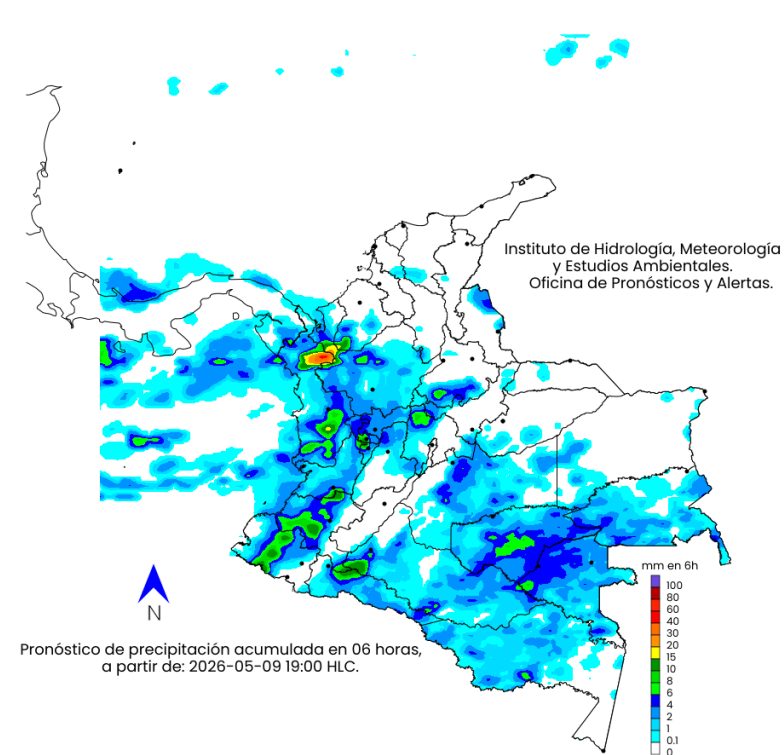 Instituto de Hidrología, Meteorología
y Estudios Ambientales.
Oficina de Pronósticos y Alertas.
mm en 6h
100
80
60
40
30
20
15
10
8
6
4
2
1
0.1
0
N
Pronóstico de precipitación acumulada en 06 horas,
a partir de: 2026-05-09 19:00 HLC.